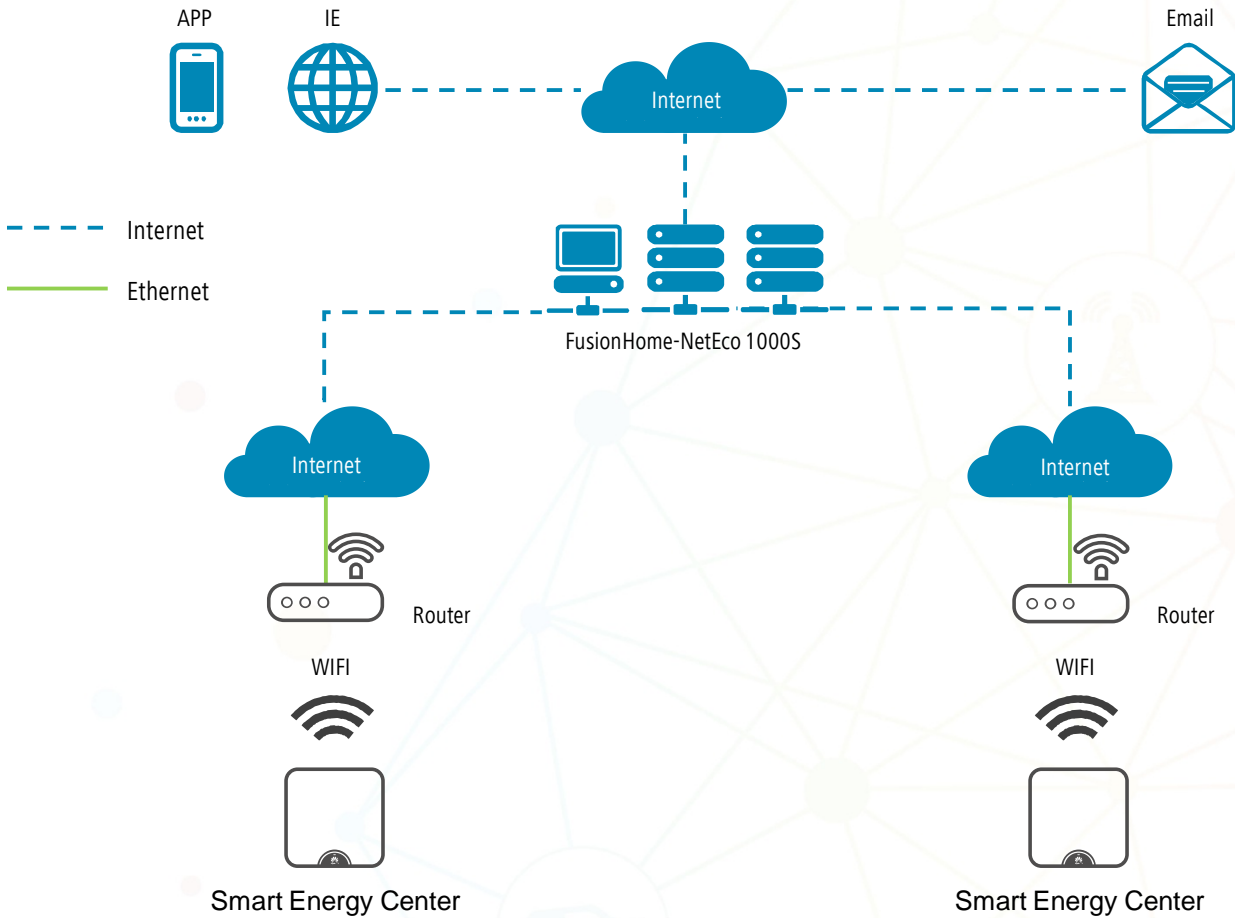 APP
IE
Email
Internet
Internet
Ethernet
FusionHome-NetEco 1000S
Internet
Internet
Router
Router
WIFI
WIFI
Smart Energy Center
Smart Energy Center